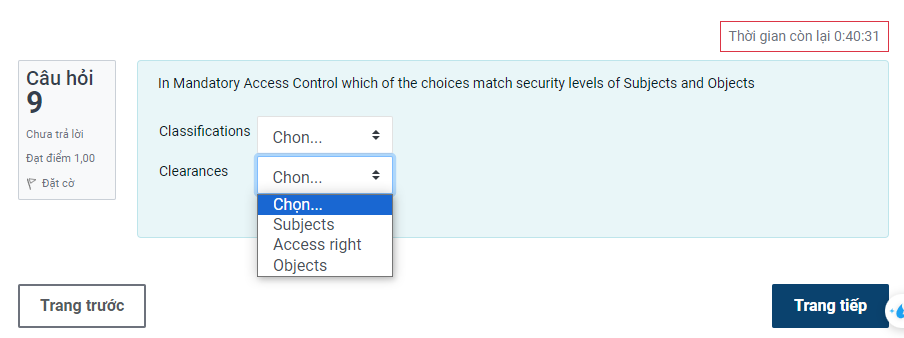 Thời gian còn lại 0:40:31
Câu hỏi
9
Chưa trả lời
Đạt điểm 1,00
Đặt cờ
In Mandatory Access Control which of the choices match security levels of Subjects and Objects
Classifications
Chon...
Clearances
Chon...
Chọn...
Subjects
Access right
Objects
Trang trước
Trang tiếp